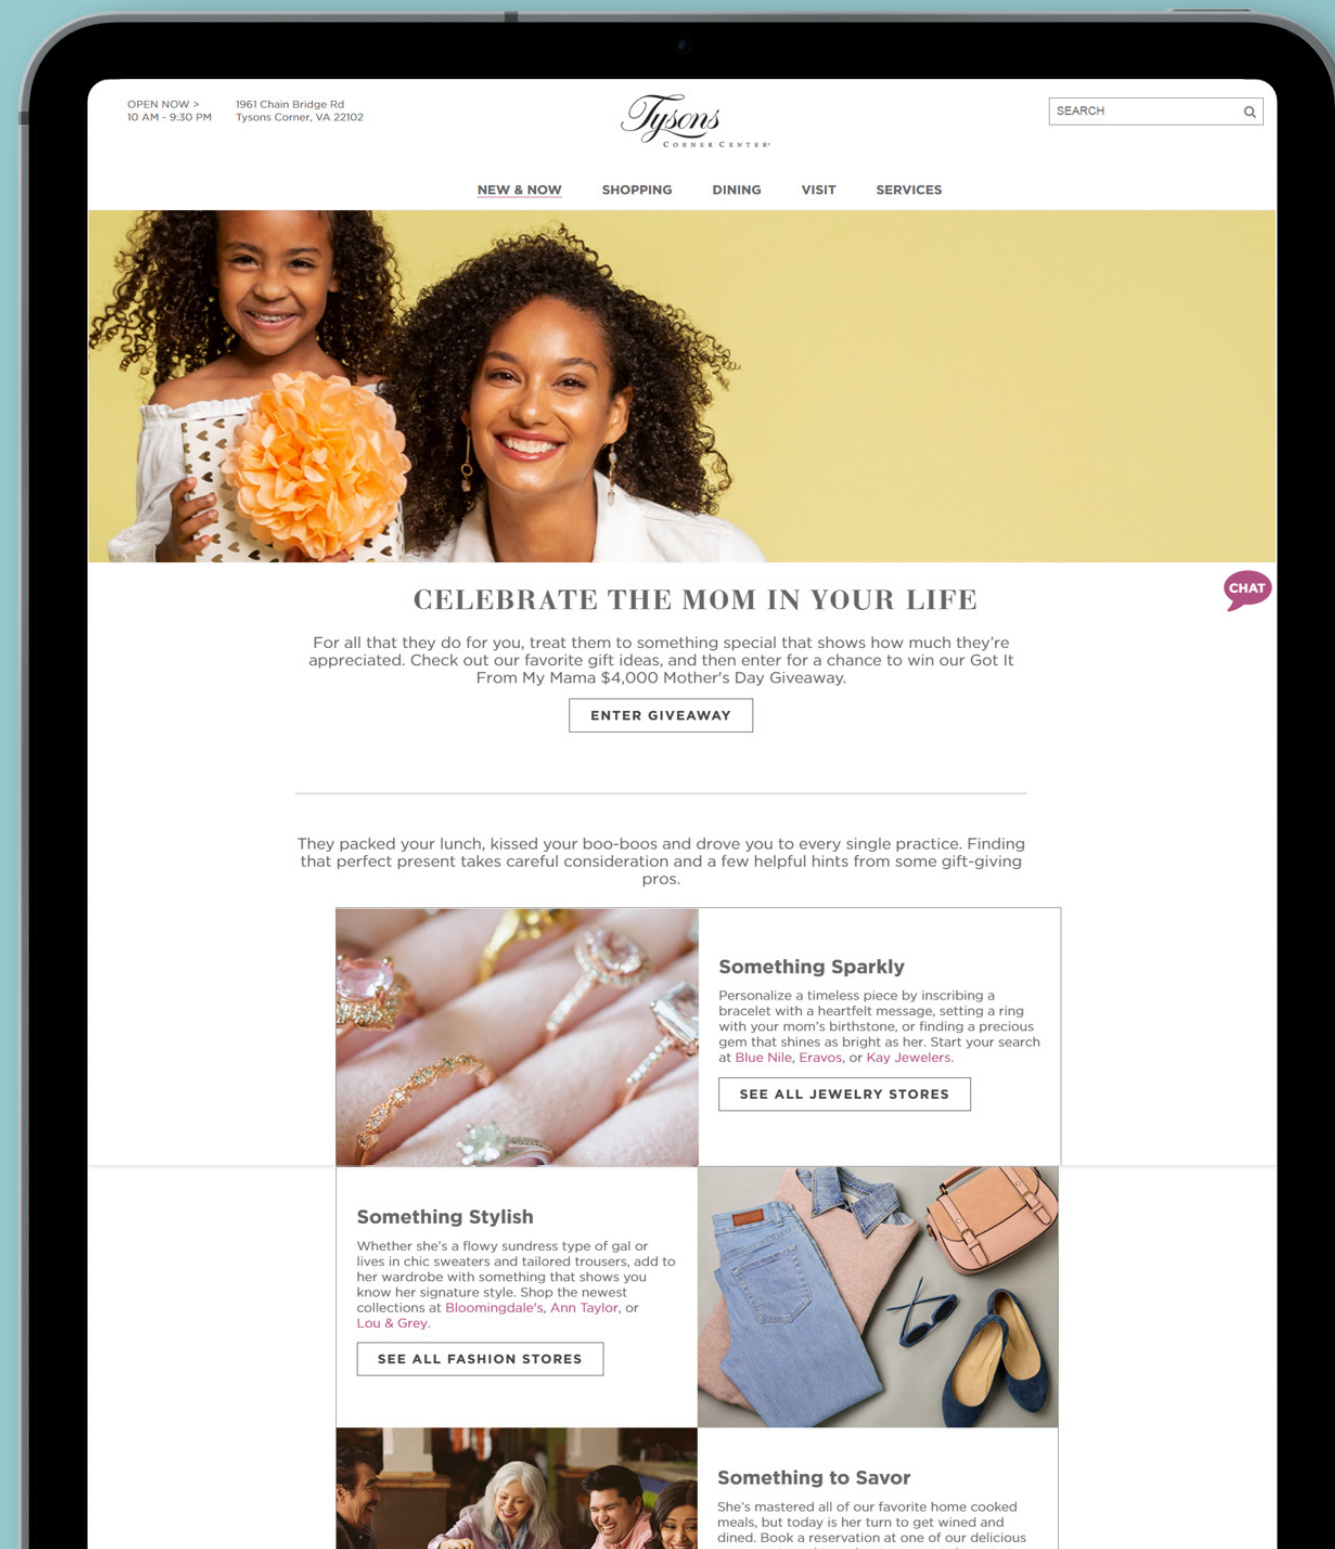 OPEN NOW >
10 AM - 9:30 PM
1961 Chain Bridge Rd
Tysons Corner, VA 22102
Tysons
CORNER CENTER®
SEARCH
NEW & NOW SHOPPING DINING VISIT SERVICES
CELEBRATE THE MOM IN YOUR LIFE
CHAT
For all that they do for you, treat them to something special that shows how much they're
appreciated. Check out our favorite gift ideas, and then enter for a chance to win our Got It
From My Mama $4,000 Mother's Day Giveaway.
ENTER GIVEAWAY
They packed your lunch, kissed your boo-boos and drove you to every single practice. Finding
that perfect present takes careful consideration and a few helpful hints from some gift-giving
pros.
Something Sparkly
Personalize a timeless piece by inscribing a
bracelet with a heartfelt message, setting a ring
with your mom's birthstone, or finding a precious
gem that shines as bright as her. Start your search
at Blue Nile, Eravos, or Kay Jewelers.
SEE ALL JEWELRY STORES
Something Stylish
Whether she's a flowy sundress type of gal or
lives in chic sweaters and tailored trousers, add to
her wardrobe with something that shows you
know her signature style. Shop the newest
collections at Bloomingdale's, Ann Taylor, or
Lou & Grey.
SEE ALL FASHION STORES
Something to Savor
She's mastered all of our favorite home cooked
meals, but today is her turn to get wined and
dined. Book a reservation at one of our delicious